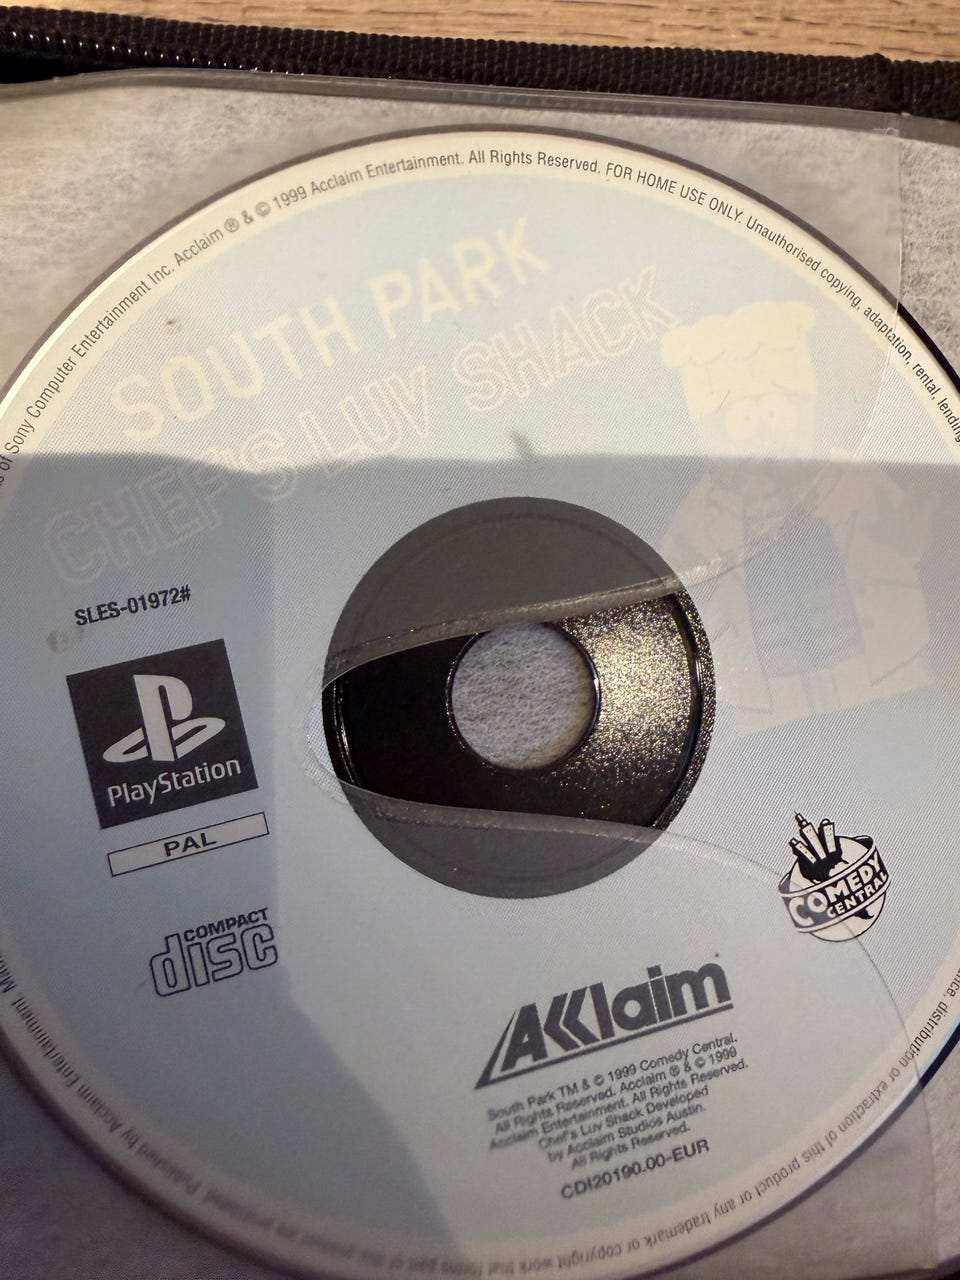 of Sony Computer Entertainment Inc. Acclaim ® & © 1999 Acclaim Entertainment. All Rights Reserved. FOR HOME USE ONLY. Unauthorised copying, adaptation, rental, lending
distribution or extraction of this product or any trademark or copyright work that forms part of
Published by Acclaim Entertainment.
SOUTH PARK
CHEF'S LUV SHACK
SLES-01972#
PlayStation
PAL
COMPACT
disc
COMEDY
CENTRAL
AKKlaim
South Park TM & © 1999 Comedy Central.
All Rights Reserved. Acclaim ® & © 1999
Acclaim Entertainment. All Rights Reserved.
Chef's Luv Shack Developed
by Acclaim Studios Austin.
All Rights Reserved.
CDI20190.00-EUR